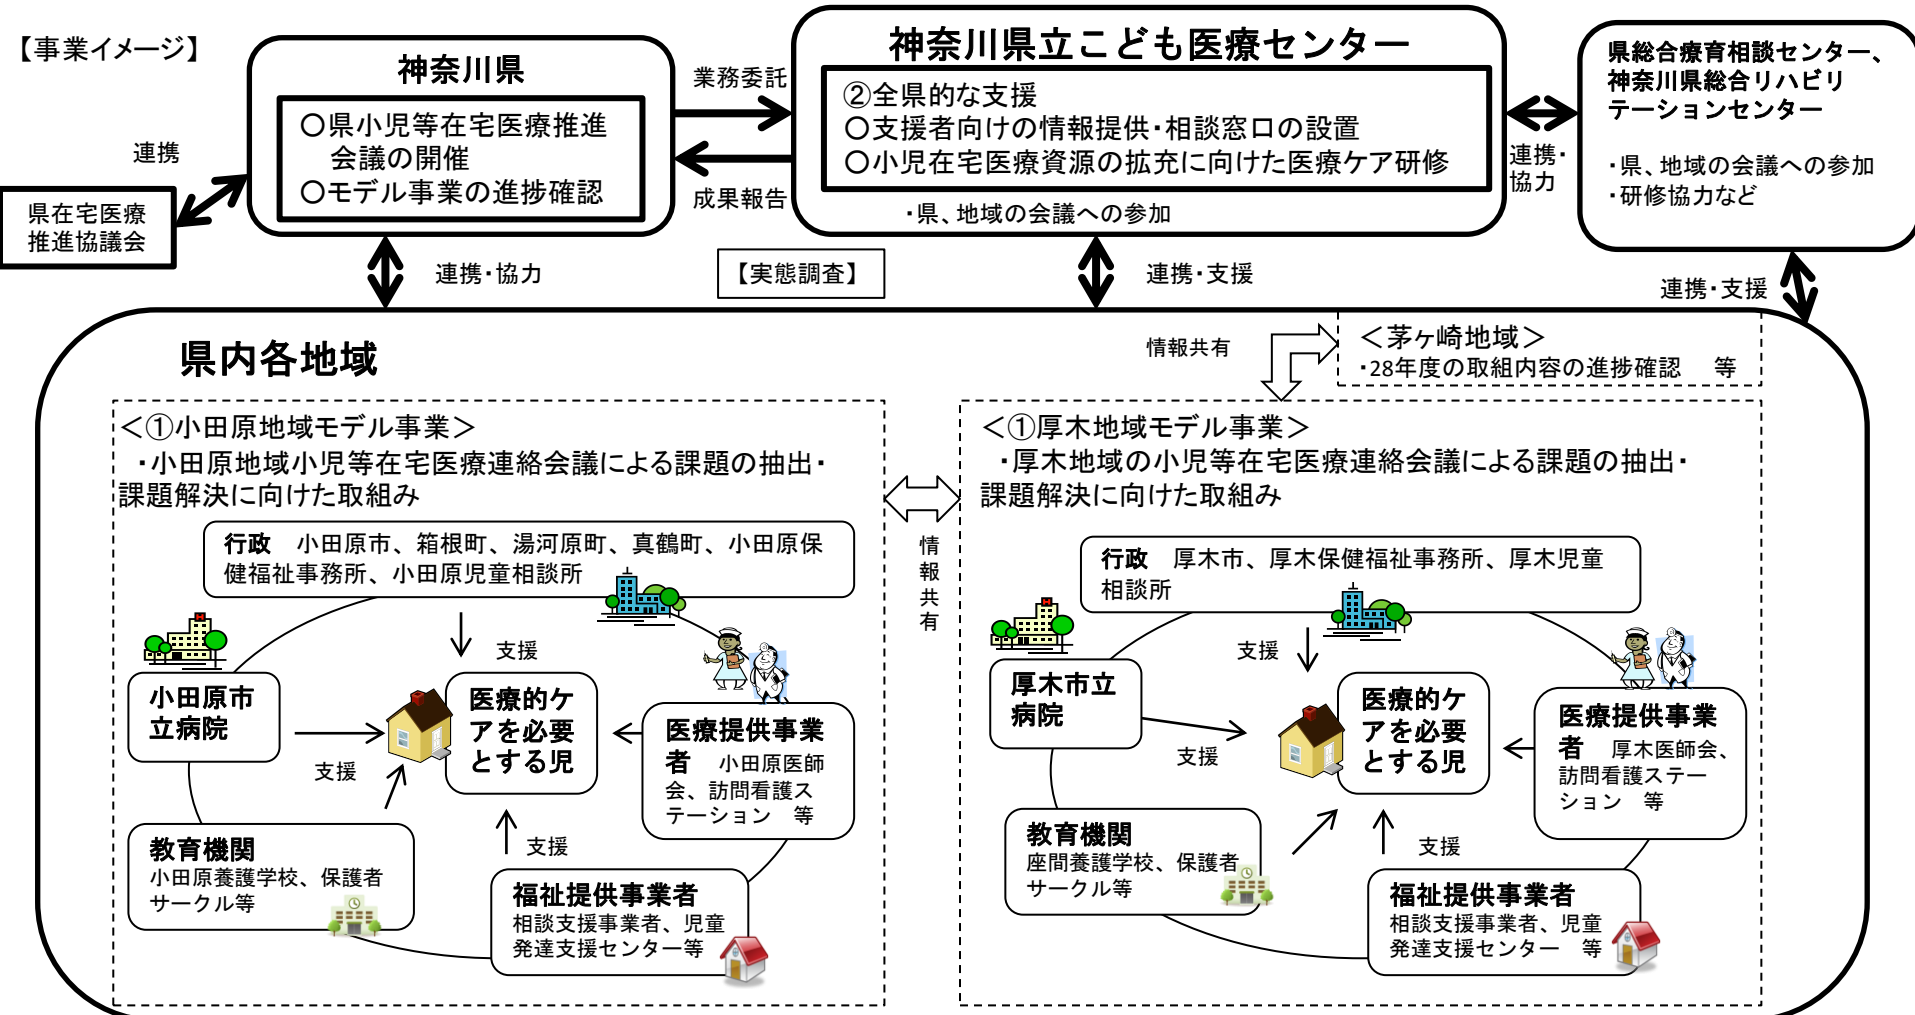 【事業イメージ】
神奈川県
〇県小児等在宅医療推進
会議の開催
〇モデル事業の進捗確認
連携
県在宅医療
推進協議会
業務委託
成果報告
神奈川県立こども医療センター
②全県的な支援
〇支援者向けの情報提供・相談窓口の設置
〇小児在宅医療資源の拡充に向けた医療ケア研修
・県、地域の会議への参加
連携・
協力
県総合療育相談センター、
神奈川県総合リハビリ
テーションセンター
・県、地域の会議への参加
・研修協力など
連携・協力
【実態調査】
連携・支援
連携・支援
県内各地域
情報共有
＜茅ヶ崎地域＞
・28年度の取組内容の進捗確認　等
＜①小田原地域モデル事業＞
・小田原地域小児等在宅医療連絡会議による課題の抽出・
課題解決に向けた取組み
行政　小田原市、箱根町、湯河原町、真鶴町、小田原保
健福祉事務所、小田原児童相談所
支援
小田原市
立病院
支援
医療的ケ
アを必要
とする児
医療提供事業
者　小田原医師
会、訪問看護ス
テーション　等
教育機関
小田原養護学校、保護者
サークル等
支援
福祉提供事業者
相談支援事業者、児童
発達支援センター等
情
報
共
有
＜①厚木地域モデル事業＞
・厚木地域の小児等在宅医療連絡会議による課題の抽出・
課題解決に向けた取組み
行政　厚木市、厚木保健福祉事務所、厚木児童
相談所
支援
厚木市立
病院
支援
医療的ケ
アを必要
とする児
医療提供事業
者　厚木医師会、
訪問看護ステー
ション　等
教育機関
座間養護学校、保護者
サークル等
支援
福祉提供事業者
相談支援事業者、児童
発達支援センター　等